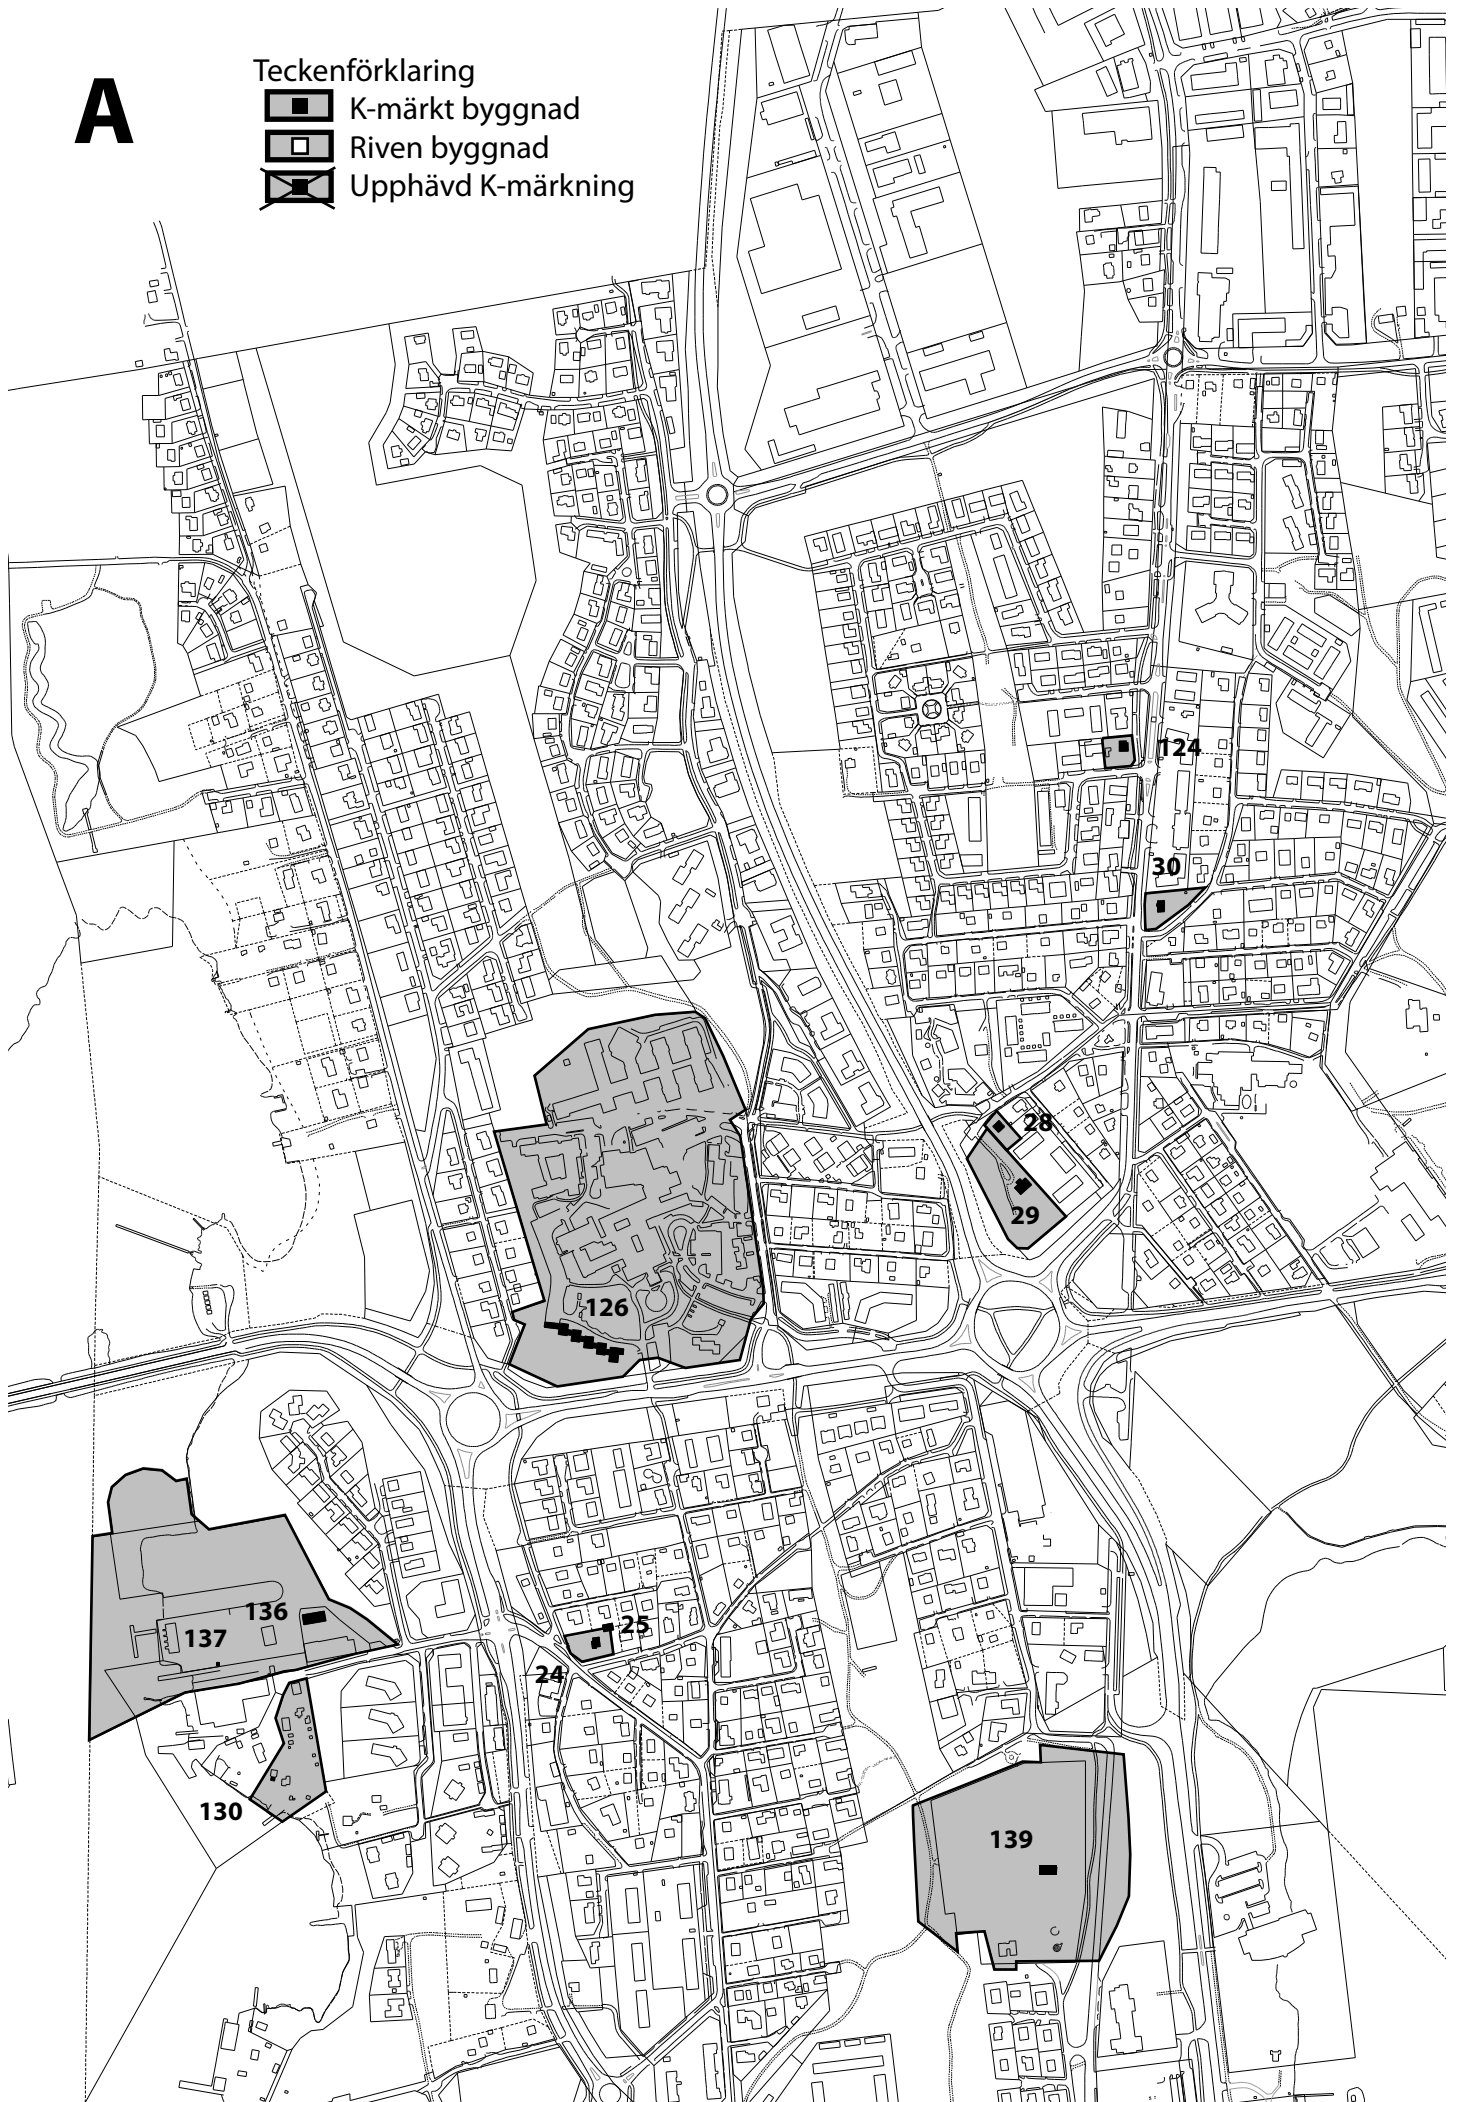 A
Teckenförklaring
K-märkt byggnad
Riven byggnad
Upphävd K-märkning
124
30
28
29
126
136
137
25
24
130
139